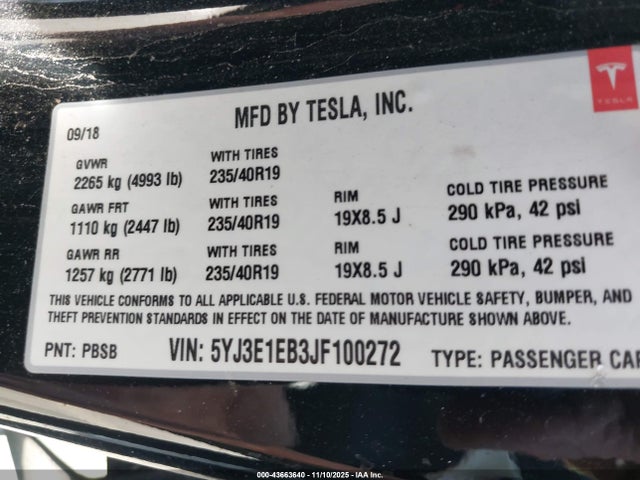 MFD BY TESLA, INC.
TESLA
09/18
GVWR WITH TIRES
2265 kg (4993 lb) 235/40R19
GAWR FRT WITH TIRES RIM COLD TIRE PRESSURE
1110 kg (2447 lb) 235/40R19 19X8.5 J 290 kPa, 42 psi
GAWR RR WITH TIRES RIM COLD TIRE PRESSURE
1257 kg (2771 lb) 235/40R19 19X8.5 J 290 kPa, 42 psi
THIS VEHICLE CONFORMS TO ALL APPLICABLE U.S. FEDERAL MOTOR VEHICLE SAFETY, BUMPER, AND
THEFT PREVENTION STANDARDS IN EFFECT ON THE DATE OF MANUFACTURE SHOWN ABOVE.
PNT: PBSB VIN: 5YJ3E1EB3JF100272 TYPE: PASSENGER CAR
000-43663640 - 11/10/2025 - IAA Inc.